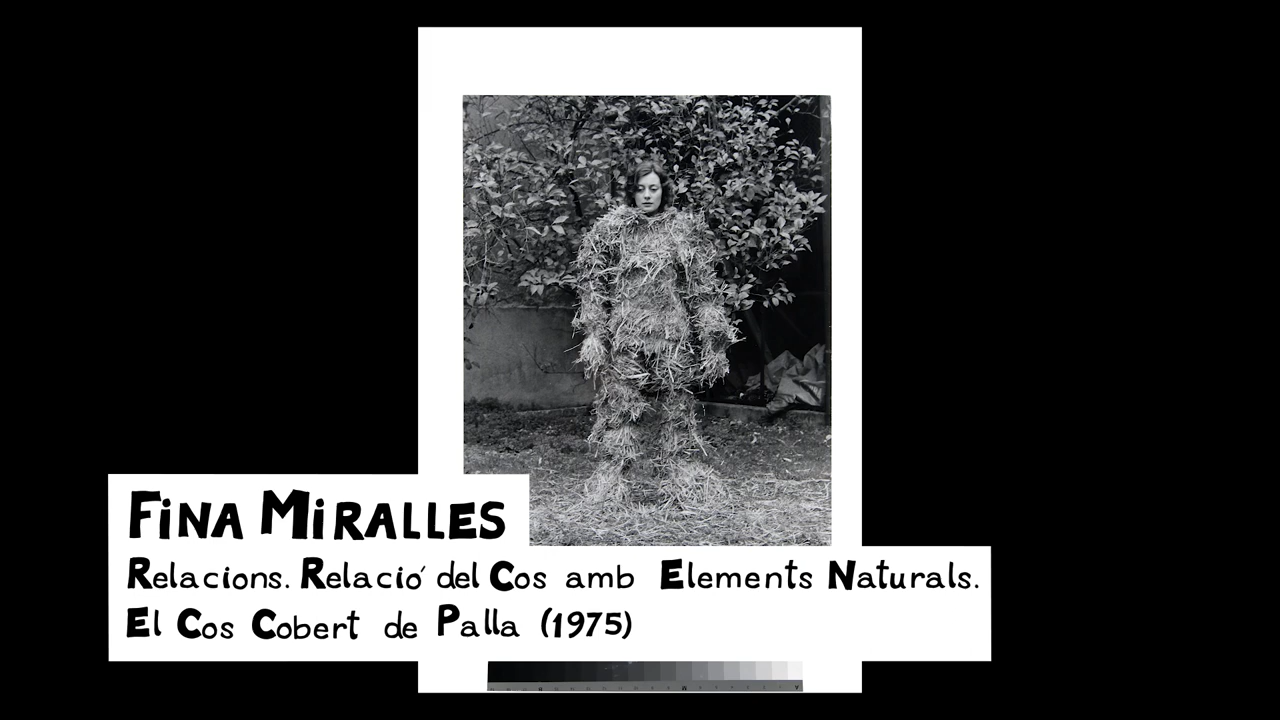 FiNA MiRALLES
Relacions. Relació del Cos amb Elements Naturals.
El Cos Cobert de Palla (1975)